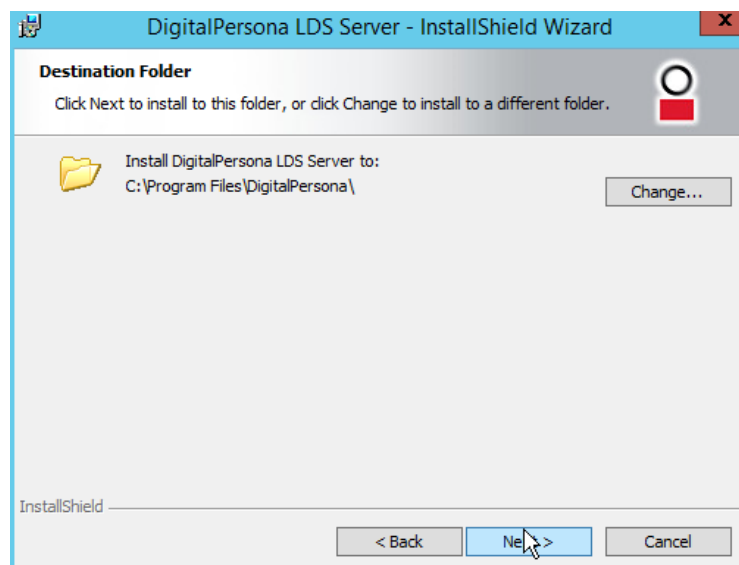 DigitalPersona LDS Server - InstallShield Wizard
X
Destination Folder
Click Next to install to this folder, or click Change to install to a different folder.
Install DigitalPersona LDS Server to:
C:\Program Files\DigitalPersona\
Change...
InstallShield
< Back
Next >
Cancel